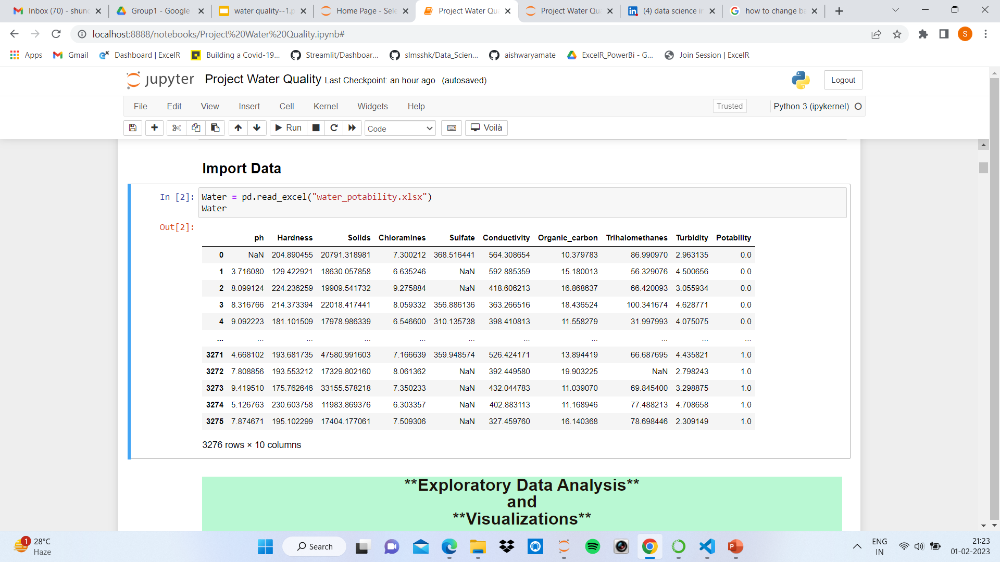 Inbox (70) - shun
Group1 - Google
water quality--1.p
Home Page - Sele
Project Water Qu
Project Water Qu
(4) data science in
how to change ba
localhost:8888/notebooks/Project%20Water%20Quality.ipynb#
S
Apps
Gmail
Dashboard | ExcelR
Building a Covid-19...
Streamlit/Dashboar...
slmsshk/Data_Scien...
aishwaryamate
ExcelR_PowerBi - G...
Join Session | ExcelR
jupyter Project Water Quality Last Checkpoint: an hour ago (autosaved)
Logout
File Edit View Insert Cell Kernel Widgets Help
Trusted
Python 3 (ipykernel)
Run
Code
Voilà
Import Data
In [2]: Water = pd.read_excel("water_potability.xlsx")
Water
Out[2]:
ph Hardness Solids Chloramines Sulfate Conductivity Organic_carbon Trihalomethanes Turbidity Potability
0 NaN 204.890455 20791.318981 7.300212 368.516441 564.308654 10.379783 86.990970 2.963135 0.0
1 3.716080 129.422921 18630.057858 6.635246 NaN 592.885359 15.180013 56.329076 4.500656 0.0
2 8.099124 224.236259 19909.541732 9.275884 NaN 418.606213 16.868637 66.420093 3.055934 0.0
3 8.316766 214.373394 22018.417441 8.059332 356.886136 363.266516 18.436524 100.341674 4.628771 0.0
4 9.092223 181.101509 17978.986339 6.546600 310.135738 398.410813 11.558279 31.997993 4.075075 0.0
... ... ... ... ... ... ... ... ... ... ...
3271 4.668102 193.681735 47580.991603 7.166639 359.948574 526.424171 13.894419 66.687695 4.435821 1.0
3272 7.808856 193.553212 17329.802160 8.061362 NaN 392.449580 19.903225 NaN 2.798243 1.0
3273 9.419510 175.762646 33155.578218 7.350233 NaN 432.044783 11.039070 69.845400 3.298875 1.0
3274 5.126763 230.603758 11983.869376 6.303357 NaN 402.883113 11.168946 77.488213 4.708658 1.0
3275 7.874671 195.102299 17404.177061 7.509306 NaN 327.459760 16.140368 78.698446 2.309149 1.0
3276 rows × 10 columns
**Exploratory Data Analysis**
and
**Visualizations**
1
28°C
Haze
Search
ENG
IN
21:23
01-02-2023